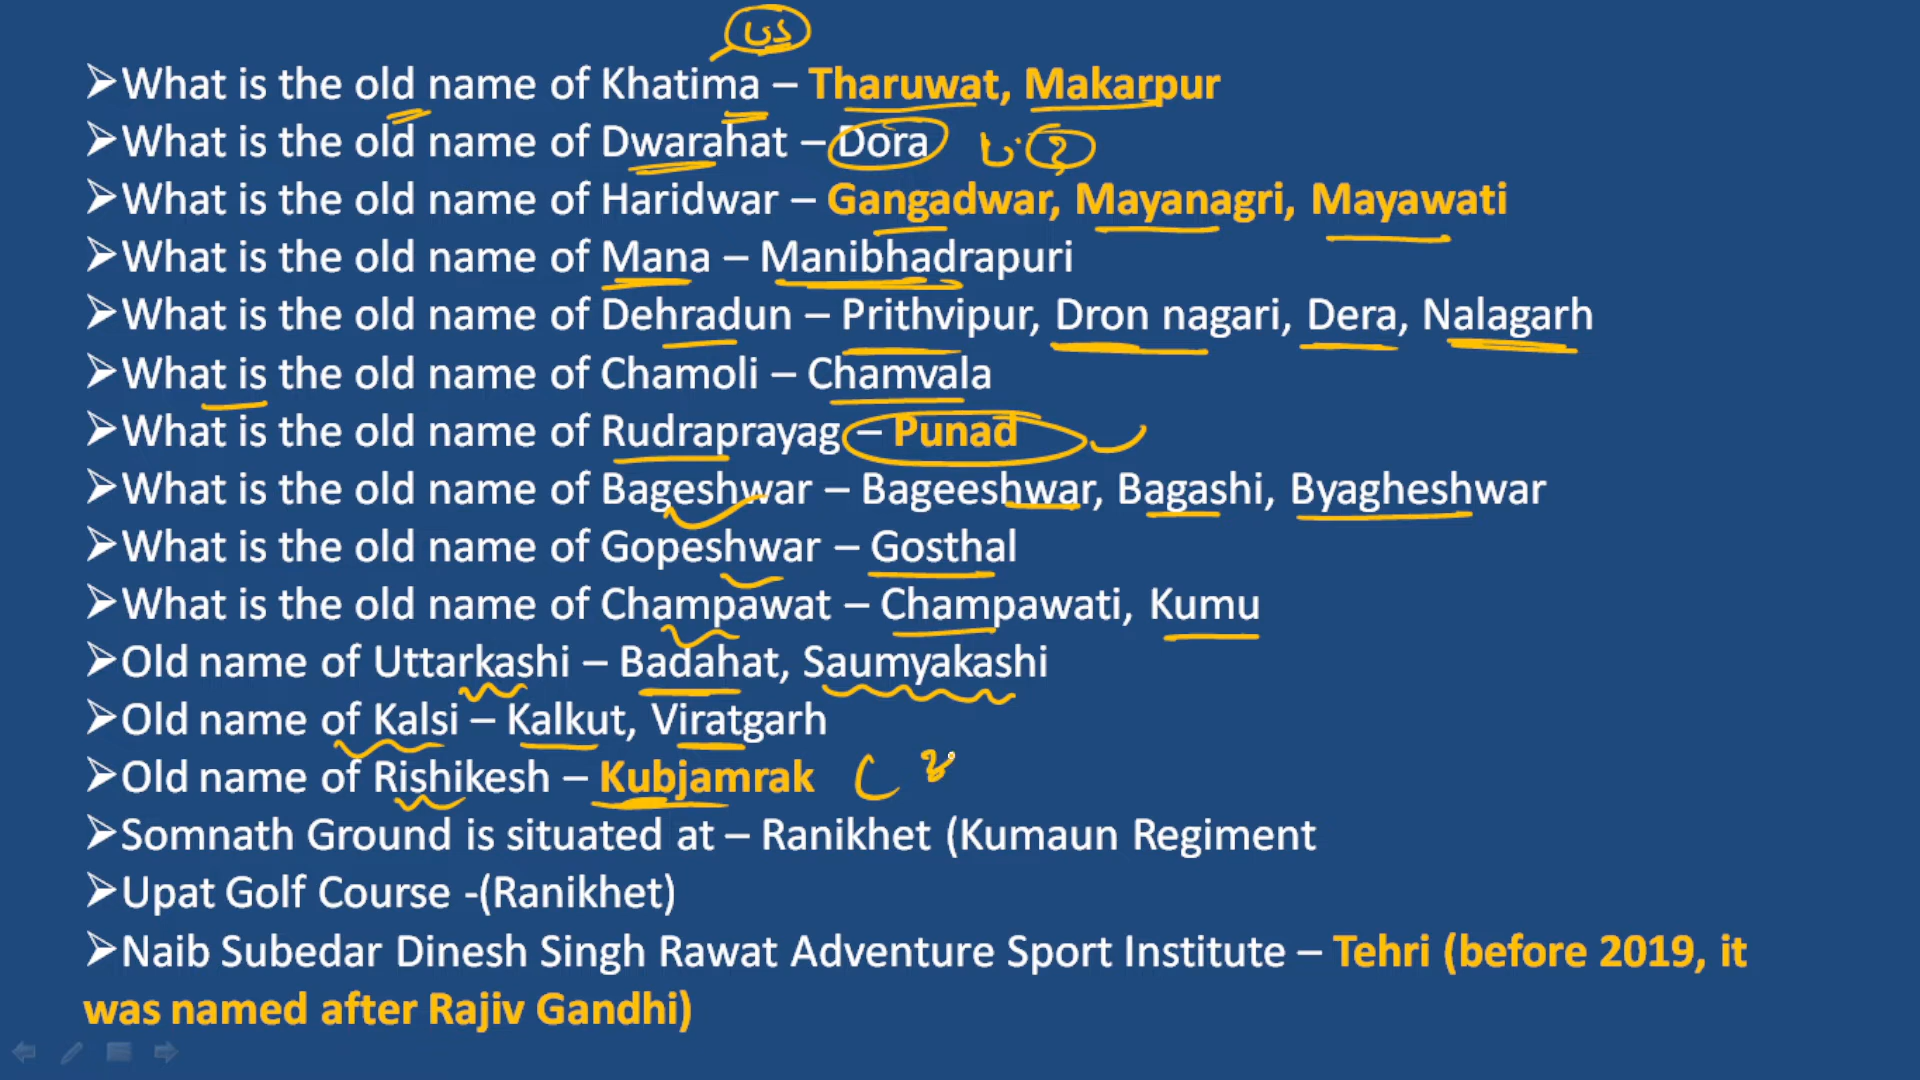 ➢What is the old name of Khatima – Tharuwat, Makarpur
➢What is the old name of Dwarahat – Dora
➢What is the old name of Haridwar – Gangadwar, Mayanagri, Mayawati
➢What is the old name of Mana – Manibhadrapuri
➢What is the old name of Dehradun – Prithvipur, Dron nagari, Dera, Nalagarh
➢What is the old name of Chamoli – Chamvala
➢What is the old name of Rudraprayag – Punad
➢What is the old name of Bageshwar – Bageeshwar, Bagashi, Byagheshwar
➢What is the old name of Gopeshwar – Gosthal
➢What is the old name of Champawat – Champawati, Kumu
➢Old name of Uttarkashi – Badahat, Saumyakashi
➢Old name of Kalsi – Kalkut, Viratgarh
➢Old name of Rishikesh – Kubjamrak
➢Somnath Ground is situated at – Ranikhet (Kumaun Regiment
➢Upat Golf Course -(Ranikhet)
➢Naib Subedar Dinesh Singh Rawat Adventure Sport Institute – Tehri (before 2019, it
was named after Rajiv Gandhi)